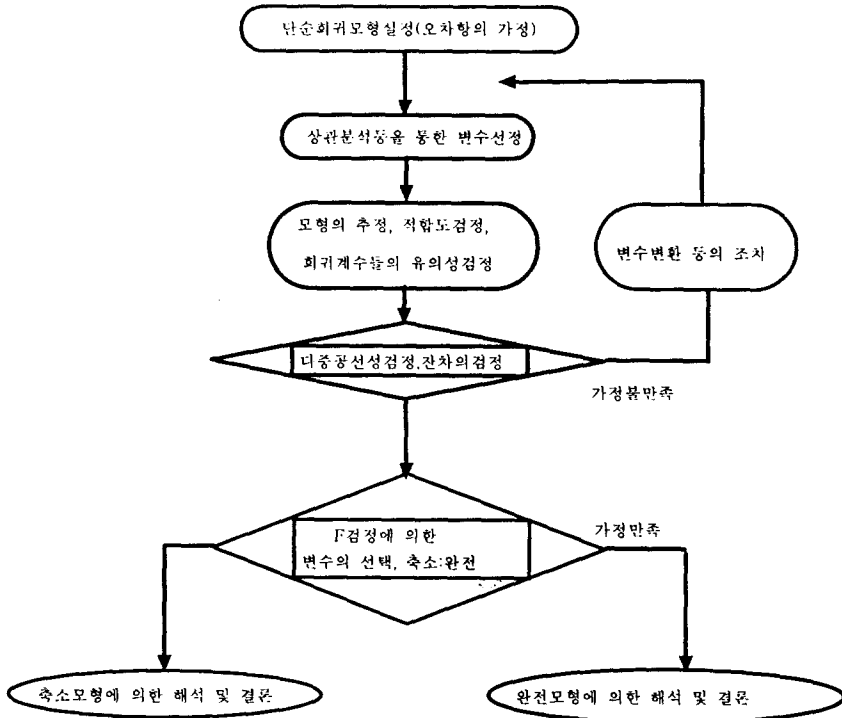 단순회귀모형설정(오차항의 가정)
상관분석등을 통한 변수선정
모형의 추정, 적합도검정,
회귀계수들의 유의성검정
변수변환 등의 조치
다중공선성검정,잔차의검정
가정불만족
F검정에 의한
변수의 선택, 축소:완전
가정만족
축소모형에 의한 해석 및 결론
완전모형에 의한 해석 및 결론